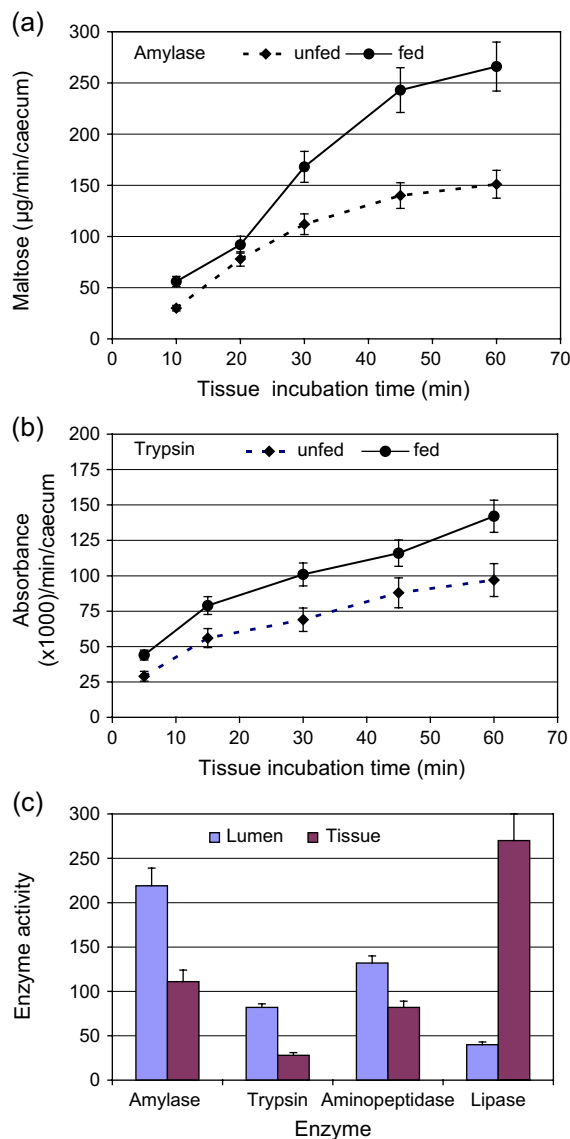 (a)
300
250
200
150
100
50
0
Maltose (µg/min/caecum)
Amylase unfed fed
0 10 20 30 40 50 60 70
Tissue incubation time (min)
(b)
200
175
150
125
100
75
50
25
0
Absorbance
(x1000)/min/caecum
Trypsin unfed fed
0 10 20 30 40 50 60 70
Tissue incubation time (min)
(c)
300
250
200
150
100
50
0
Enzyme activity
Lumen Tissue
Amylase Trypsin Aminopeptidase Lipase
Enzyme